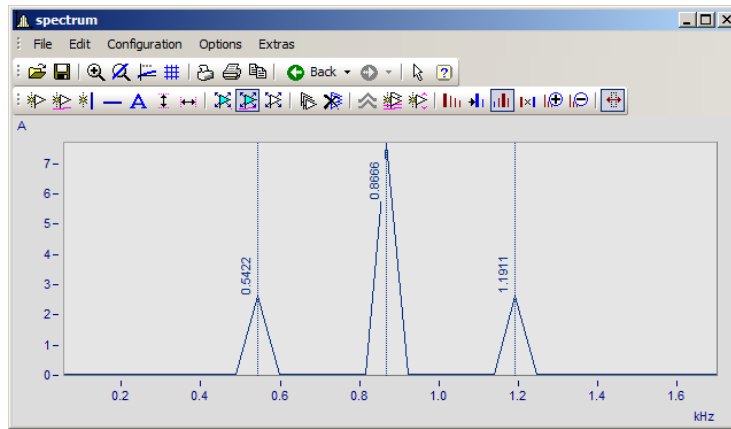 spectrum
File Edit Configuration Options Extras
Back
A
7
6
5
4
3
2
1
0
0.5422
0.8666
1.1911
0.2 0.4 0.6 0.8 1.0 1.2 1.4 1.6
kHz